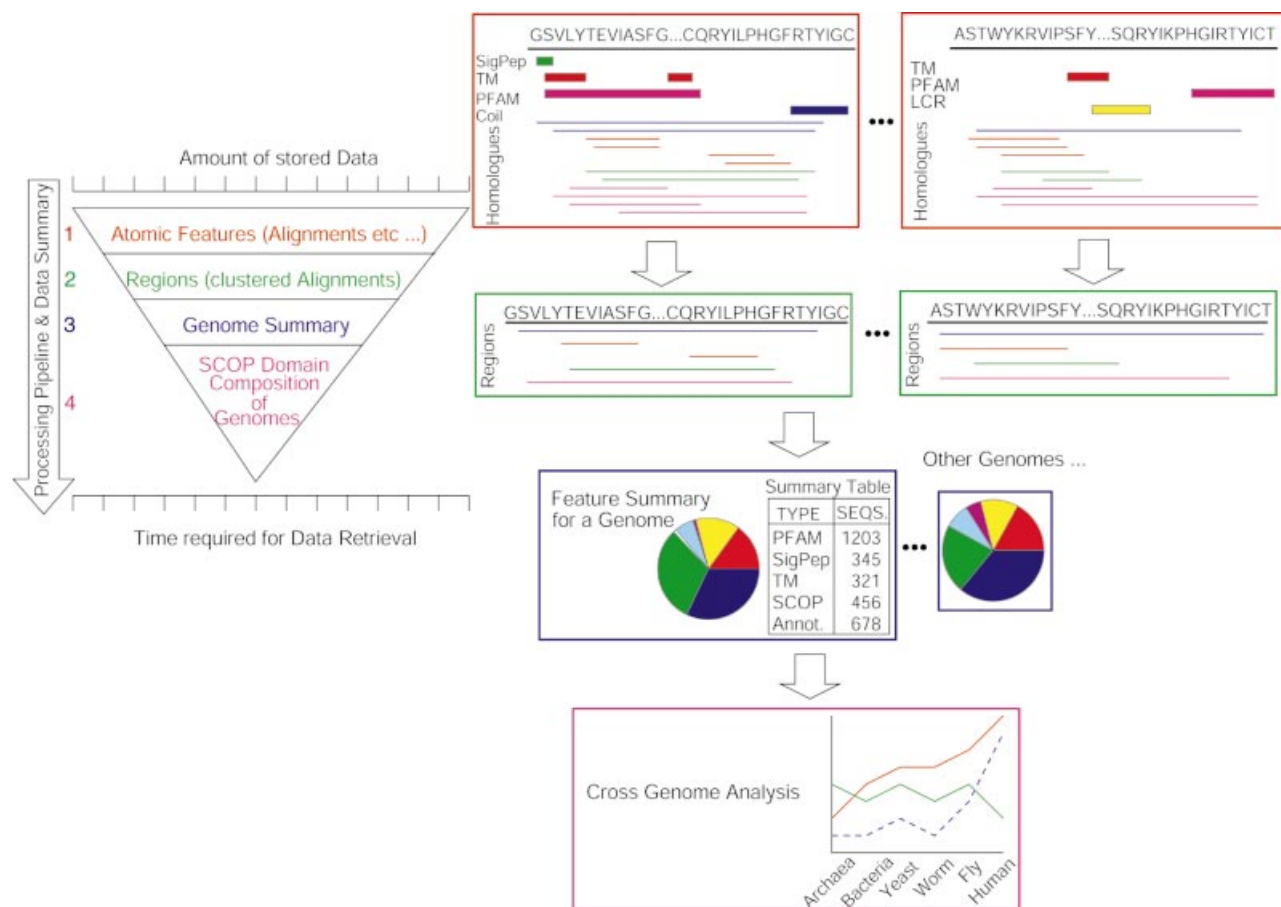 Amount of stored Data
Processing Pipeline & Data Summary
1
Atomic Features (Alignments etc ...)
2
Regions (clustered Alignments)
3
Genome Summary
4
SCOP Domain
Composition
of
Genomes
Time required for Data Retrieval
GSVLYTEVIASFG...CQRYILPHGFRTYIGC
SigPep
TM
PFAM
Coil
Homologues
...
ASTWYKRVIPSFY...SQRYIKPHGIRTYICT
TM
PFAM
LCR
Homologues
GSVLYTEVIASFG...CQRYILPHGFRTYIGC
Regions
...
ASTWYKRVIPSFY...SQRYIKPHGIRTYICT
Regions
Feature Summary
for a Genome
Summary Table
TYPE SEQS.
PFAM 1203
SigPep 345
TM 321
SCOP 456
Annot. 678
...
Other Genomes ...
Cross Genome Analysis
Archaea
Bacteria
Yeast
Worm
Fly
Human